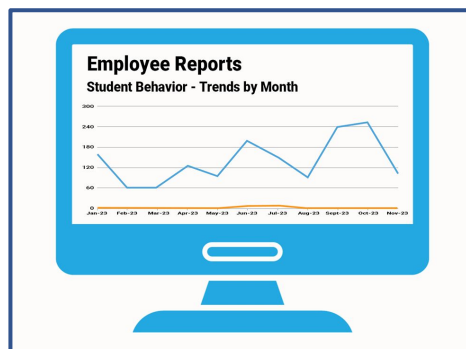 Employee Reports
Student Behavior - Trends by Month
300
240
180
120
60
0
Jan-23 Feb-23 Mar-23 Apr-23 May-23 Jun-23 Jul-23 Aug-23 Sept-23 Oct-23 Nov-23